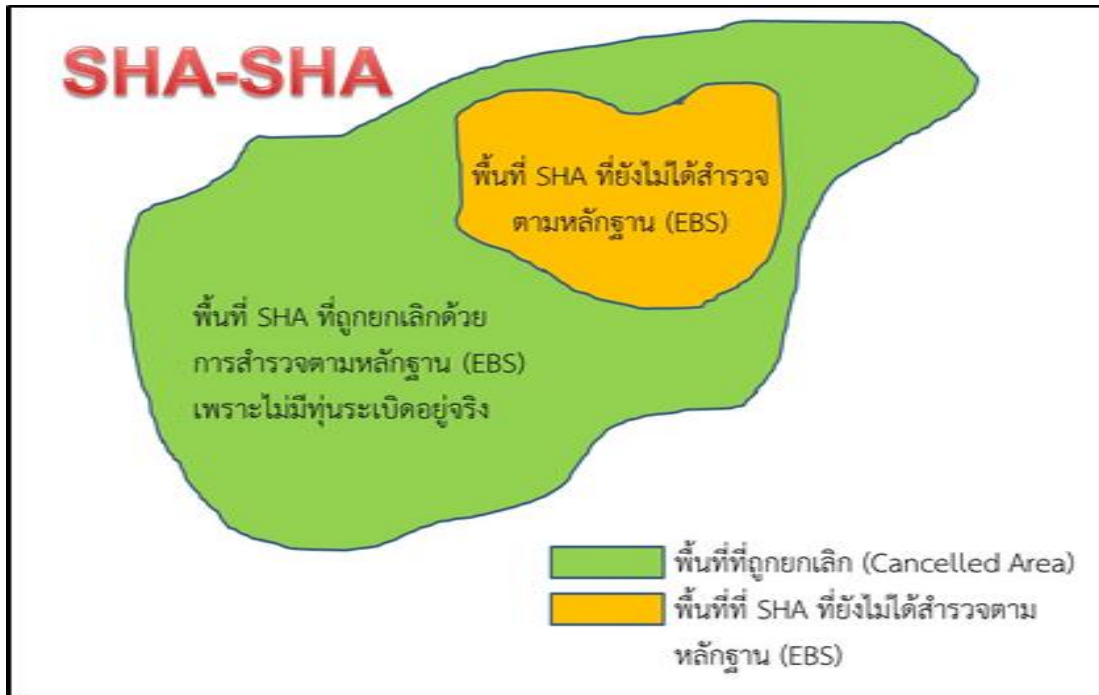 SHA-SHA
พื้นที่ SHA ที่ยังไม่ได้สำรวจ
ตามหลักฐาน (EBS)
พื้นที่ SHA ที่ถูกยกเลิกด้วย
การสำรวจตามหลักฐาน (EBS)
เพราะไม่มีทุ่นระเบิดอยู่จริง
พื้นที่ที่ถูกยกเลิก (Cancelled Area)
พื้นที่ที่ SHA ที่ยังไม่ได้สำรวจตาม
หลักฐาน (EBS)